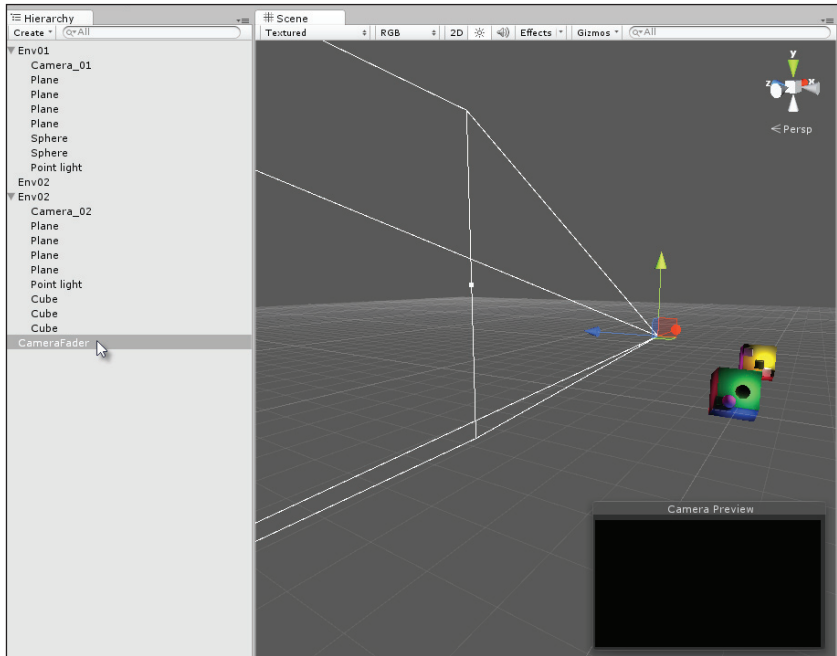 Hierarchy
Create All
Env01
Camera_01
Plane
Plane
Plane
Plane
Sphere
Sphere
Point light
Env02
Env02
Camera_02
Plane
Plane
Plane
Plane
Point light
Cube
Cube
Cube
CameraFader
Scene
Textured RGB 2D Effects Gizmos All
y
z x
Persp
Camera Preview